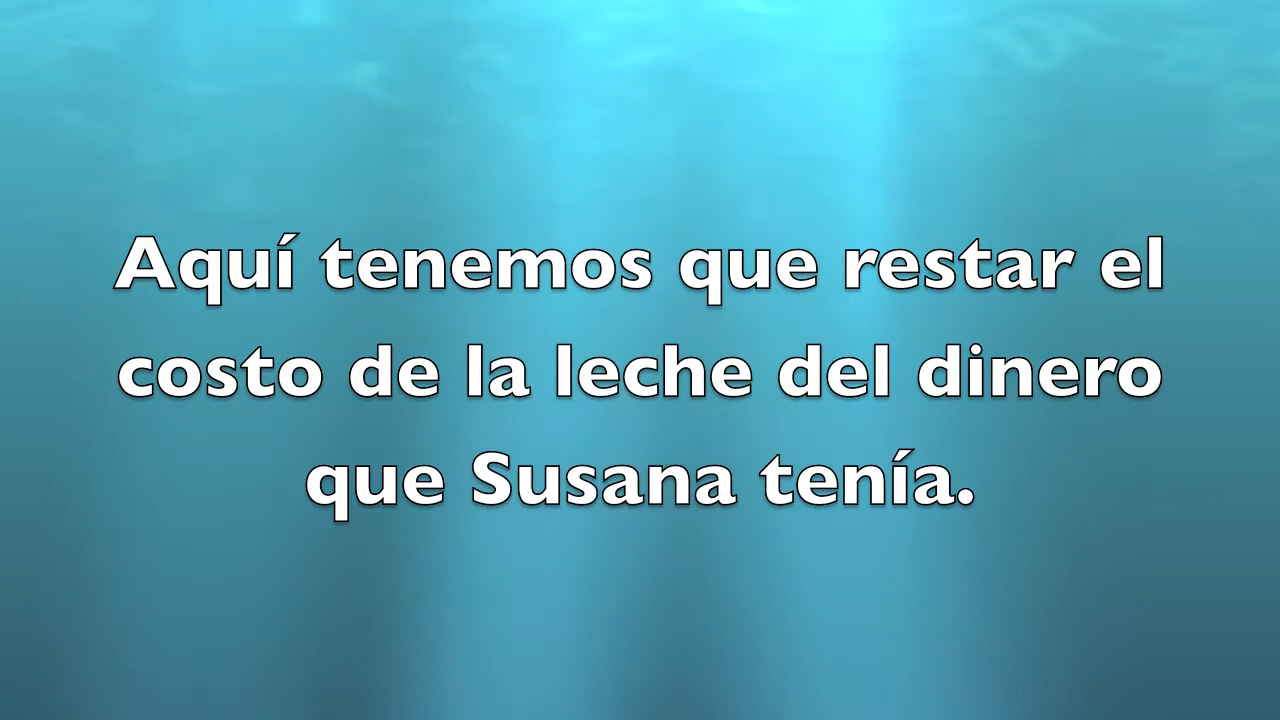 Aquí tenemos que restar el
costo de la leche del dinero
que Susana tenía.